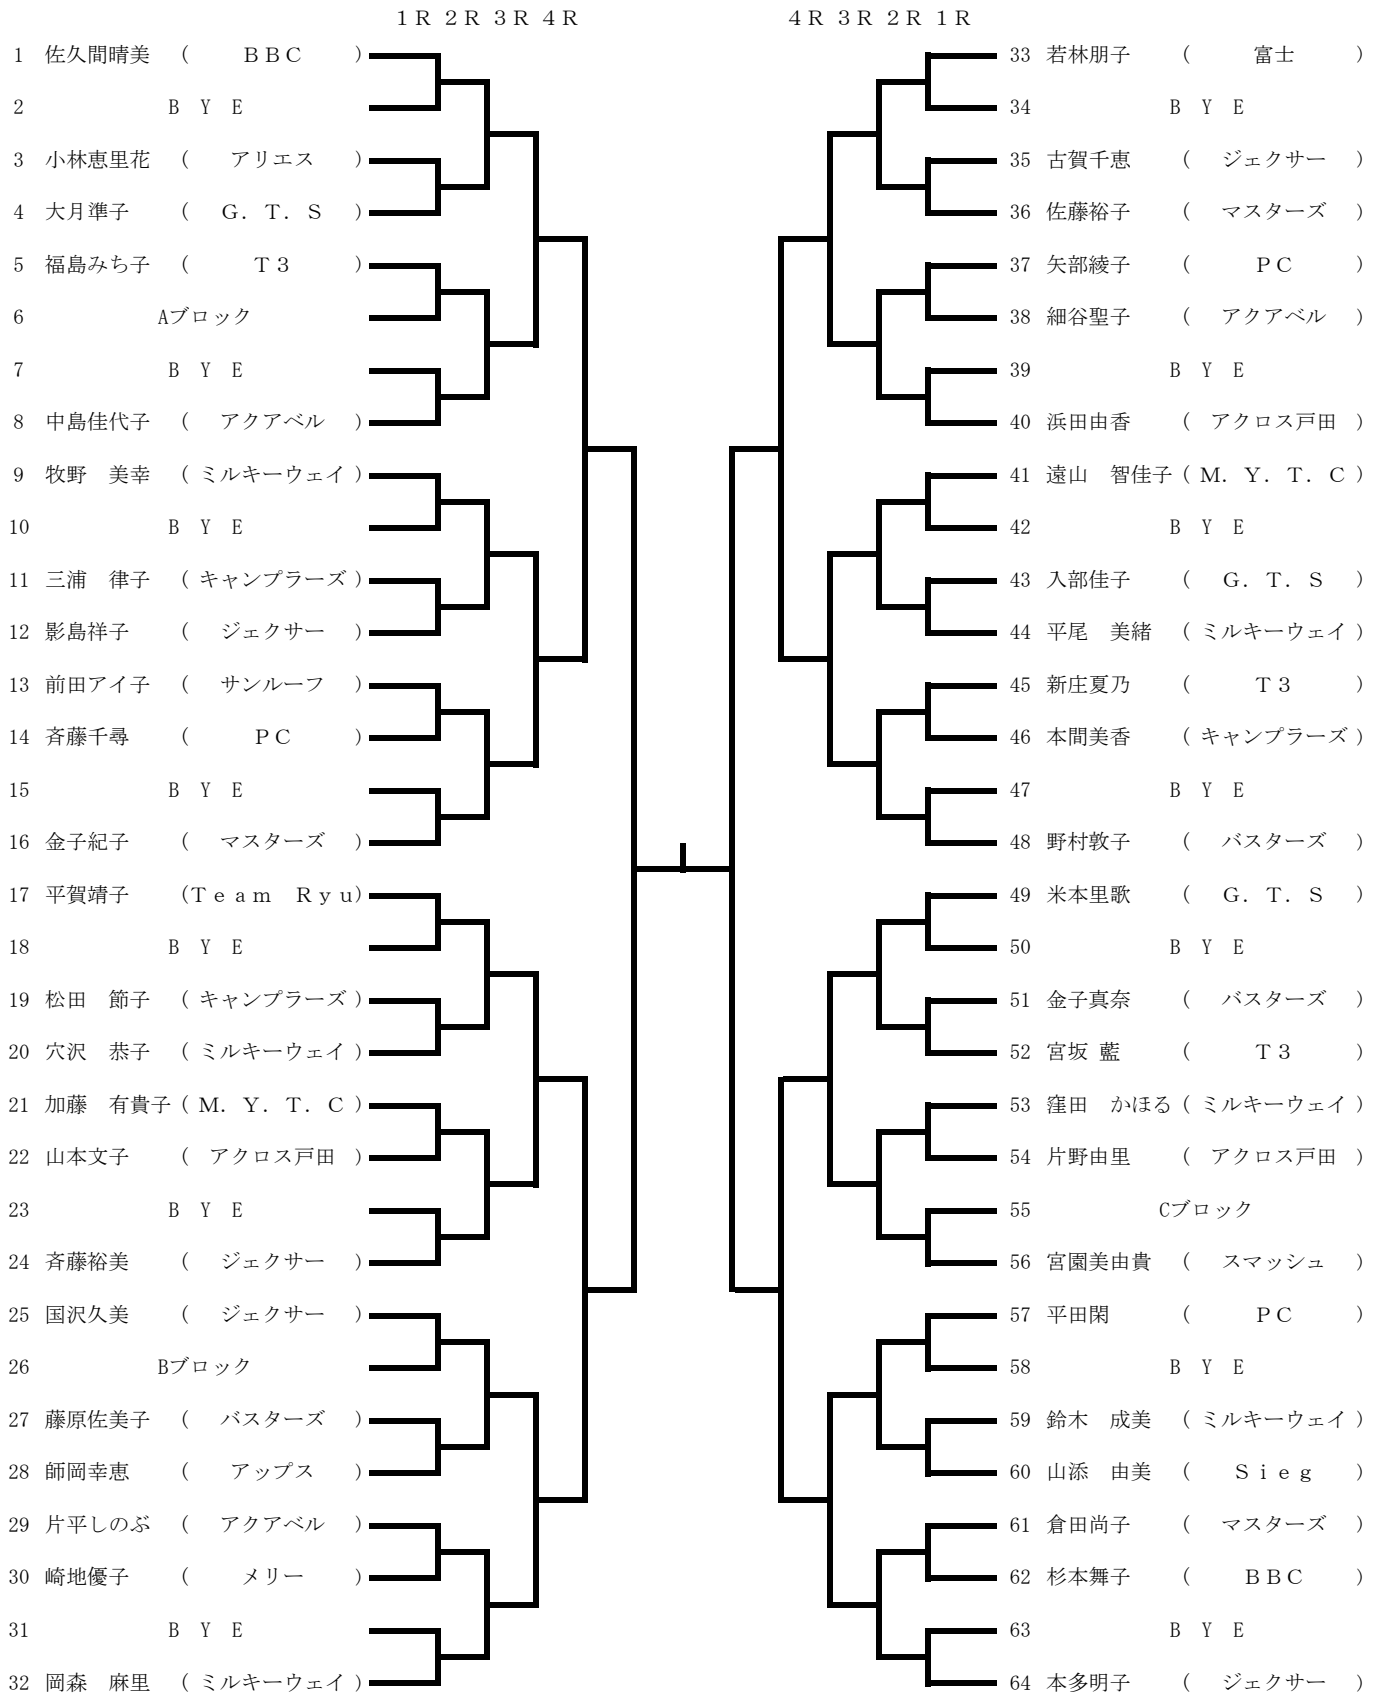 １Ｒ ２Ｒ ３Ｒ ４Ｒ
1 佐久間晴美 （ ＢＢＣ ）
2 Ｂ Ｙ Ｅ
3 小林恵里花 （ アリエス ）
4 大月準子 （ Ｇ．Ｔ．Ｓ ）
5 福島みち子 （ Ｔ３ ）
6 Aブロック
7 Ｂ Ｙ Ｅ
8 中島佳代子 （ アクアベル ）
9 牧野　美幸 （ ミルキーウェイ ）
10 Ｂ Ｙ Ｅ
11 三浦　律子 （ キャンプラーズ ）
12 影島祥子 （ ジェクサー ）
13 前田アイ子 （ サンルーフ ）
14 斉藤千尋 （ ＰＣ ）
15 Ｂ Ｙ Ｅ
16 金子紀子 （ マスターズ ）
17 平賀靖子 （Ｔｅａｍ　Ｒｙｕ）
18 Ｂ Ｙ Ｅ
19 松田　節子 （ キャンプラーズ ）
20 穴沢　恭子 （ ミルキーウェイ ）
21 加藤　有貴子 （ Ｍ．Ｙ．Ｔ．Ｃ ）
22 山本文子 （ アクロス戸田 ）
23 Ｂ Ｙ Ｅ
24 斉藤裕美 （ ジェクサー ）
25 国沢久美 （ ジェクサー ）
26 Bブロック
27 藤原佐美子 （ バスターズ ）
28 師岡幸恵 （ アップス ）
29 片平しのぶ （ アクアベル ）
30 崎地優子 （ メリー ）
31 Ｂ Ｙ Ｅ
32 岡森　麻里 （ ミルキーウェイ ）
４Ｒ ３Ｒ ２Ｒ １Ｒ
33 若林朋子 （ 富士 ）
34 Ｂ Ｙ Ｅ
35 古賀千恵 （ ジェクサー ）
36 佐藤裕子 （ マスターズ ）
37 矢部綾子 （ ＰＣ ）
38 細谷聖子 （ アクアベル ）
39 Ｂ Ｙ Ｅ
40 浜田由香 （ アクロス戸田 ）
41 遠山　智佳子 （ Ｍ．Ｙ．Ｔ．Ｃ ）
42 Ｂ Ｙ Ｅ
43 入部佳子 （ Ｇ．Ｔ．Ｓ ）
44 平尾　美緒 （ ミルキーウェイ ）
45 新庄夏乃 （ Ｔ３ ）
46 本間美香 （ キャンプラーズ ）
47 Ｂ Ｙ Ｅ
48 野村敦子 （ バスターズ ）
49 米本里歌 （ Ｇ．Ｔ．Ｓ ）
50 Ｂ Ｙ Ｅ
51 金子真奈 （ バスターズ ）
52 宮坂 藍 （ Ｔ３ ）
53 窪田　かほる （ ミルキーウェイ ）
54 片野由里 （ アクロス戸田 ）
55 Cブロック
56 宮園美由貴 （ スマッシュ ）
57 平田閑 （ ＰＣ ）
58 Ｂ Ｙ Ｅ
59 鈴木　成美 （ ミルキーウェイ ）
60 山添　由美 （ Ｓｉｅｇ ）
61 倉田尚子 （ マスターズ ）
62 杉本舞子 （ ＢＢＣ ）
63 Ｂ Ｙ Ｅ
64 本多明子 （ ジェクサー ）